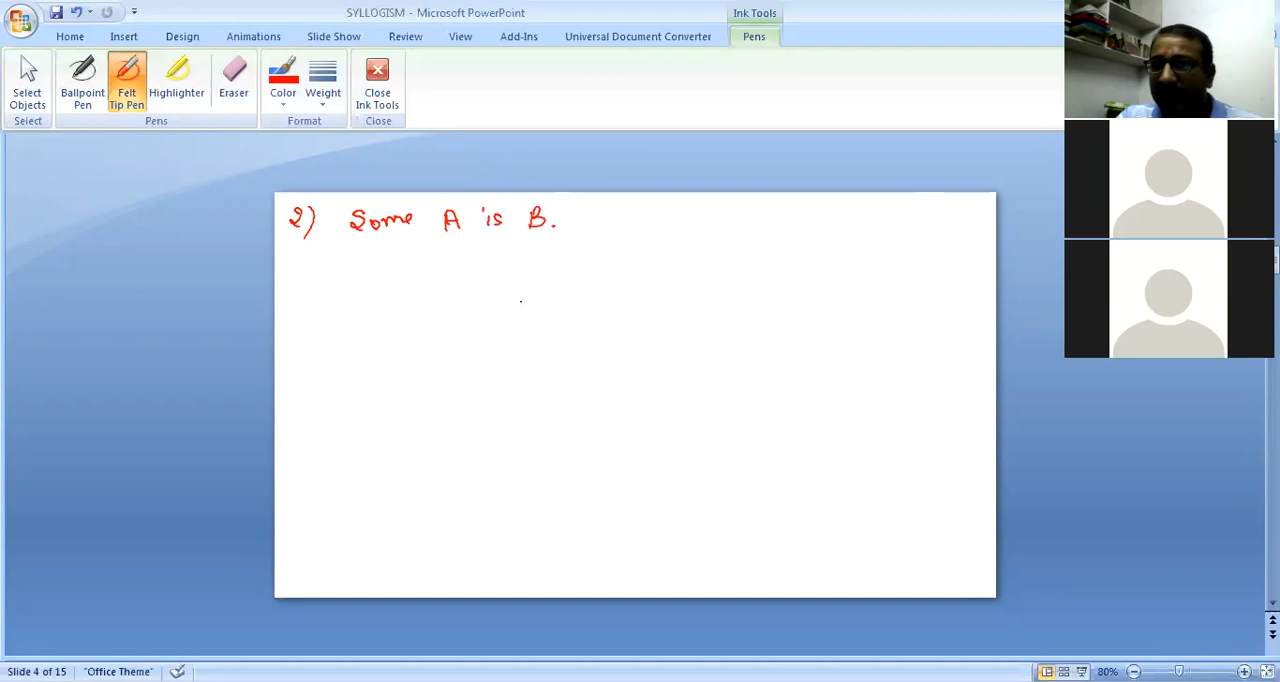 SYLLOGISM - Microsoft PowerPoint
Ink Tools
Home Insert Design Animations Slide Show Review View Add-Ins Universal Document Converter Pens
Select Objects
Ballpoint Pen
Felt Tip Pen
Highlighter
Eraser
Color
Weight
Close Ink Tools
Select Pens Format Close
2) Some A is B.
Slide 4 of 15 "Office Theme" 80%